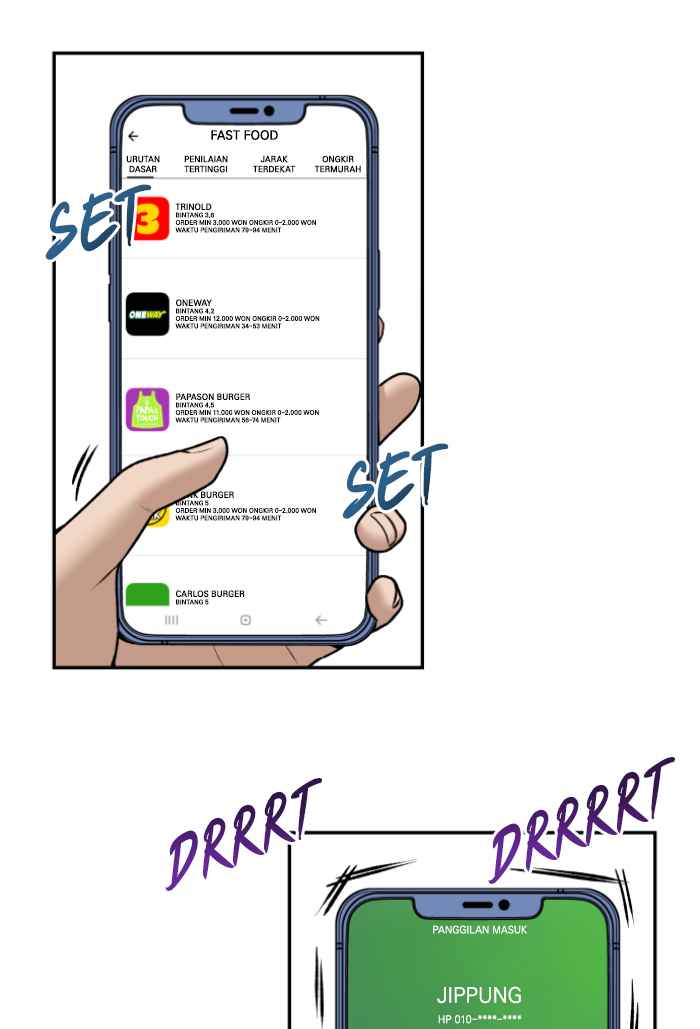 FAST FOOD
URUTAN DASAR
PENILAIAN TERTINGGI
JARAK TERDEKAT
ONGKIR TERMURAH
SET
3
TRINOLD
BINTANG 3,8
ORDER MIN 3,000 WON ONGKIR 0-2.000 WON
WAKTU PENGIRIMAN 79-94 MENIT
ONEWAY
ONEWAY
BINTANG 4,2
ORDER MIN 12.000 WON ONGKIR 0-2.000 WON
WAKTU PENGIRIMAN 34-53 MENIT
PAPA'S
TOUCH
PAPASON BURGER
BINTANG 4,5
ORDER MIN 11,000 WON ONGKIR 0-2.000 WON
WAKTU PENGIRIMAN 56-74 MENIT
SET
BURGER
BINTANG 5
ORDER MIN 3,000 WON ONGKIR 0-2.000 WON
WAKTU PENGIRIMAN 79-94 MENIT
CARLOS BURGER
BINTANG 5
DRRRT
DRRRRT
PANGGILAN MASUK
JIPPUNG
HP 010-****-****